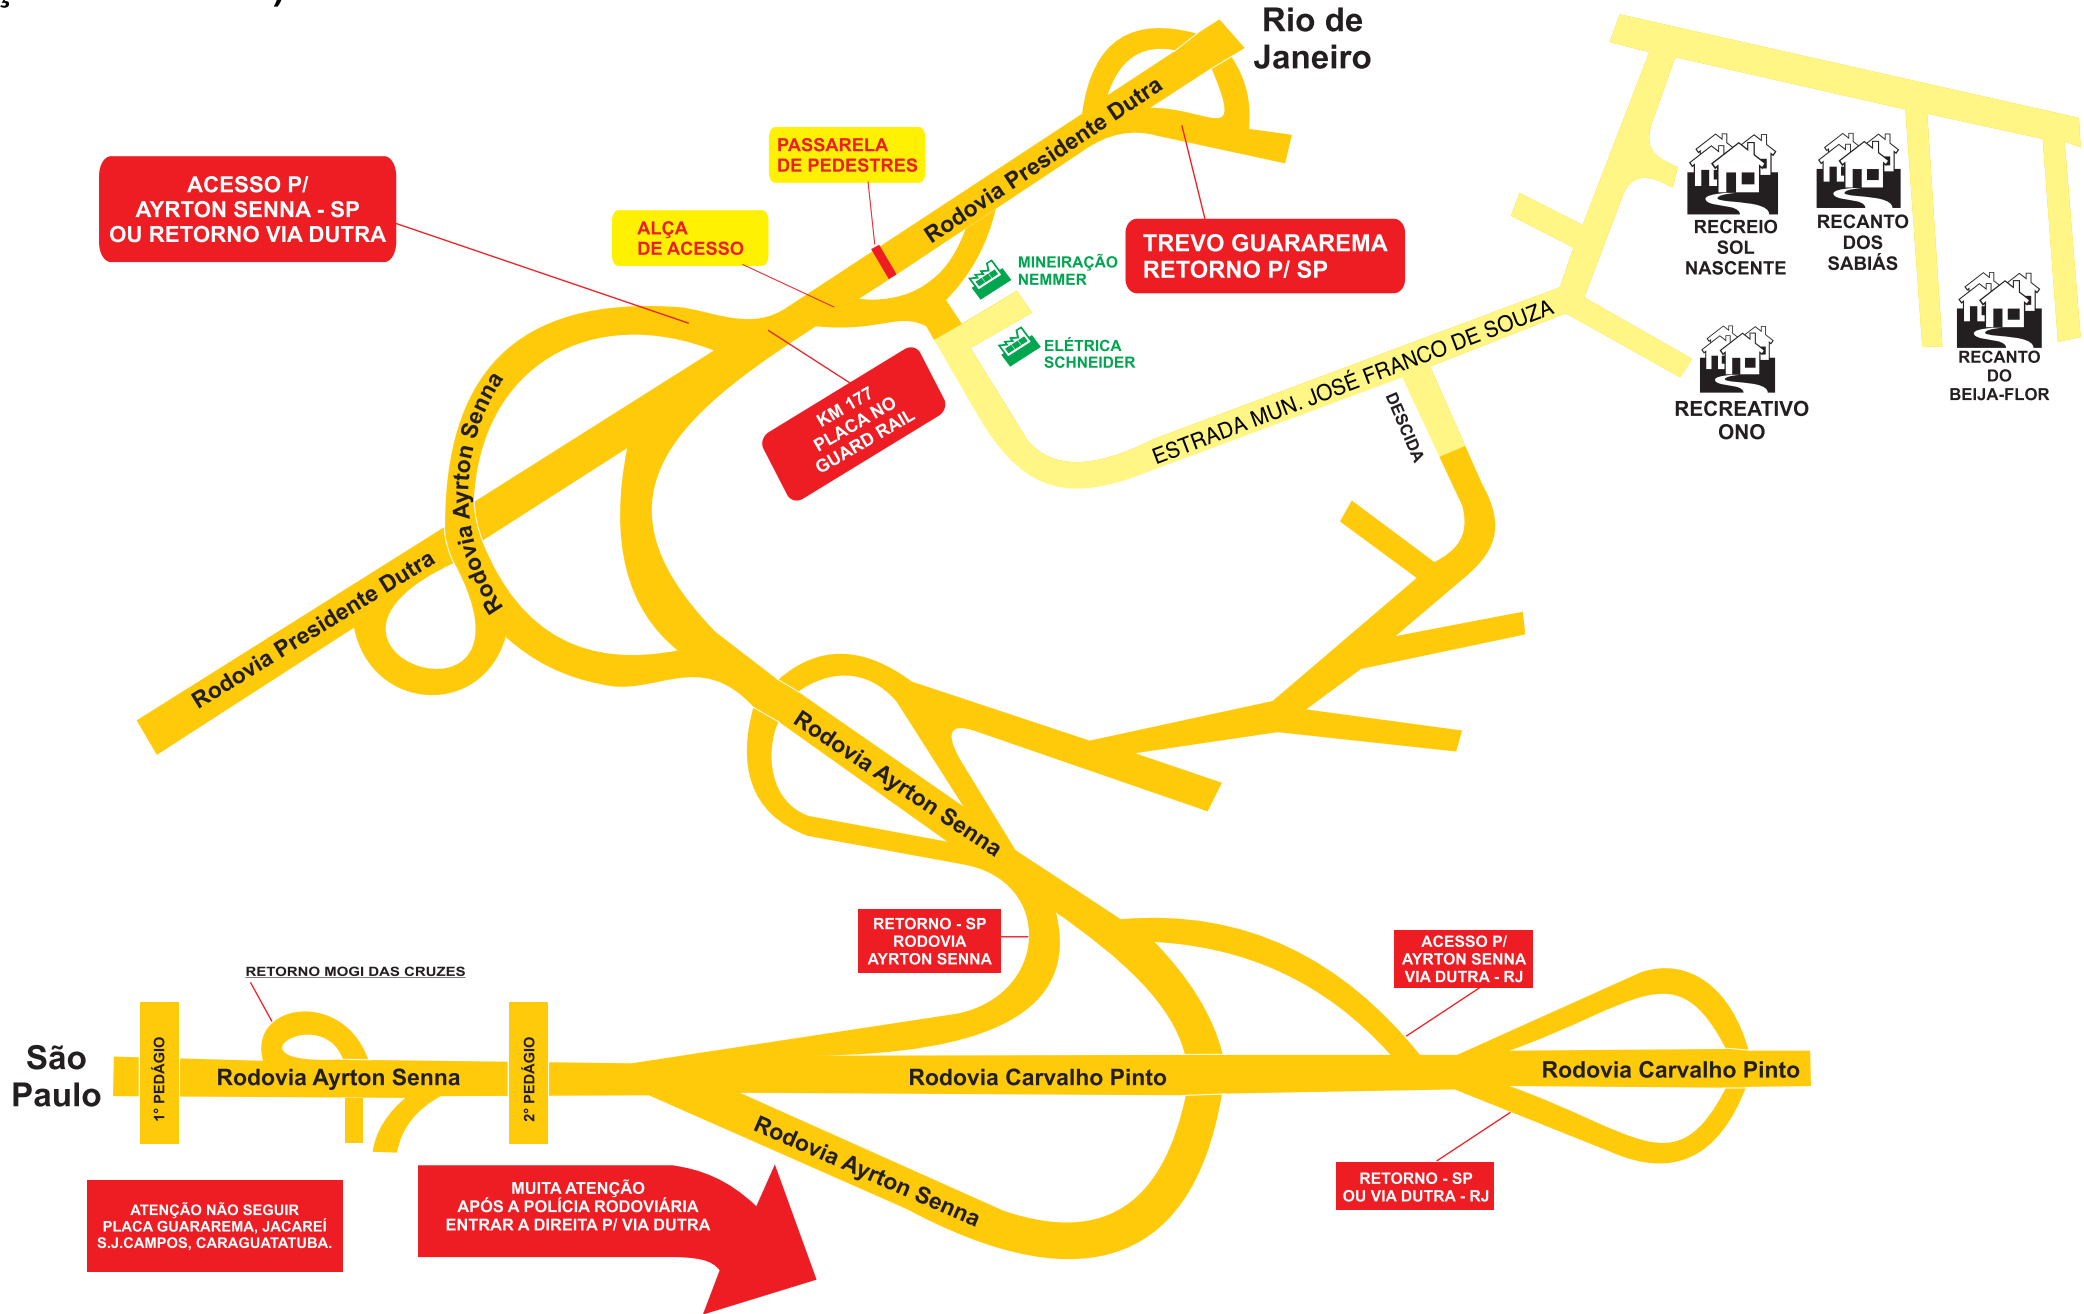 Rio de
Janeiro
Rodovia Presidente Dutra
PASSARELA
DE PEDESTRES
ACESSO P/
AYRTON SENNA - SP
OU RETORNO VIA DUTRA
ALÇA
DE ACESSO
TREVO GUARAREMA
RETORNO P/ SP
MINEIRAÇÃO
NEMMER
ELÉTRICA
SCHNEIDER
RECREIO
SOL
NASCENTE
RECANTO
DOS
SABIÁS
RECANTO
DO
BEIJA-FLOR
RECREATIVO
ONO
KM 177
PLACA NO
GUARD RAIL
ESTRADA MUN. JOSÉ FRANCO DE SOUZA
DESCIDA
Rodovia Ayrton Senna
Rodovia Ayrton Senna
Rodovia Presidente Dutra
Rodovia Ayrton Senna
RETORNO - SP
RODOVIA
AYRTON SENNA
ACESSO P/
AYRTON SENNA
VIA DUTRA - RJ
RETORNO MOGI DAS CRUZES
São
Paulo
1° PEDÁGIO
Rodovia Ayrton Senna
2° PEDÁGIO
Rodovia Carvalho Pinto
Rodovia Carvalho Pinto
Rodovia Ayrton Senna
RETORNO - SP
OU VIA DUTRA - RJ
ATENÇÃO NÃO SEGUIR
PLACA GUARAREMA, JACAREÍ
S.J.CAMPOS, CARAGUATATUBA.
MUITA ATENÇÃO
APÓS A POLÍCIA RODOVIÁRIA
ENTRAR A DIREITA P/ VIA DUTRA